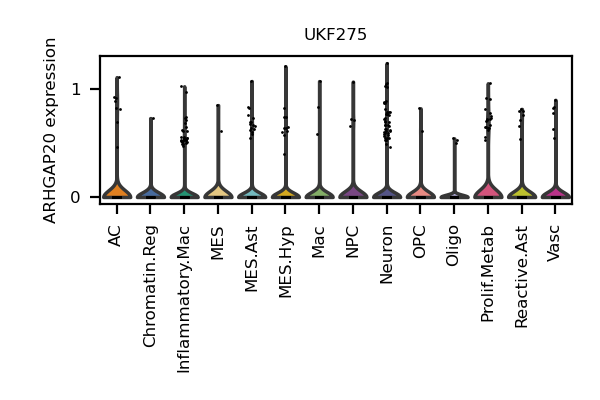 UKF275
ARHGAP20 expression
1
0
AC
Chromatin.Reg
Inflammatory.Mac
MES
MES.Ast
MES.Hyp
Mac
NPC
Neuron
OPC
Oligo
Prolif.Metab
Reactive.Ast
Vasc